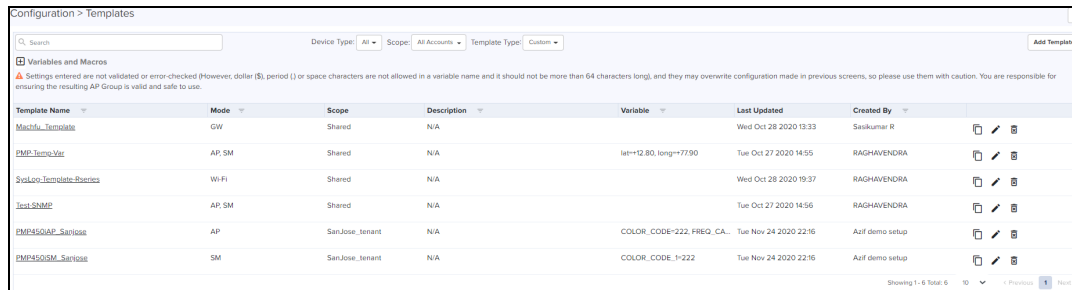 Configuration > Templates
Search Device Type: All Scope: All Accounts Template Type: Custom Add Template
Variables and Macros
Settings entered are not validated or error-checked (However, dollar ($), period (.) or space characters are not allowed in a variable name and it should not be more than 64 characters long), and they may overwrite configuration made in previous screens, so please use them with caution. You are responsible for
ensuring the resulting AP Group is valid and safe to use.
Template Name Mode Scope Description Variable Last Updated Created By
Machfu_Template GW Shared N/A Wed Oct 28 2020 13:33 Sasikumar R
PMP-Temp-Var AP, SM Shared N/A lat=+12.80, long=+77.90 Tue Oct 27 2020 14:55 RAGHAVENDRA
SysLog-Template-Rseries Wi-Fi Shared N/A Wed Oct 28 2020 19:37 RAGHAVENDRA
Test-SNMP AP, SM Shared N/A Tue Oct 27 2020 14:56 RAGHAVENDRA
PMP450iAP_Sanjose AP SanJose_tenant N/A COLOR_CODE=222, FREQ_CA... Tue Nov 24 2020 22:16 Azif demo setup
PMP450iSM_Sanjose SM SanJose_tenant N/A COLOR_CODE_1=222 Tue Nov 24 2020 22:16 Azif demo setup
Showing 1 - 6 Total: 6 10 < Previous 1 Next